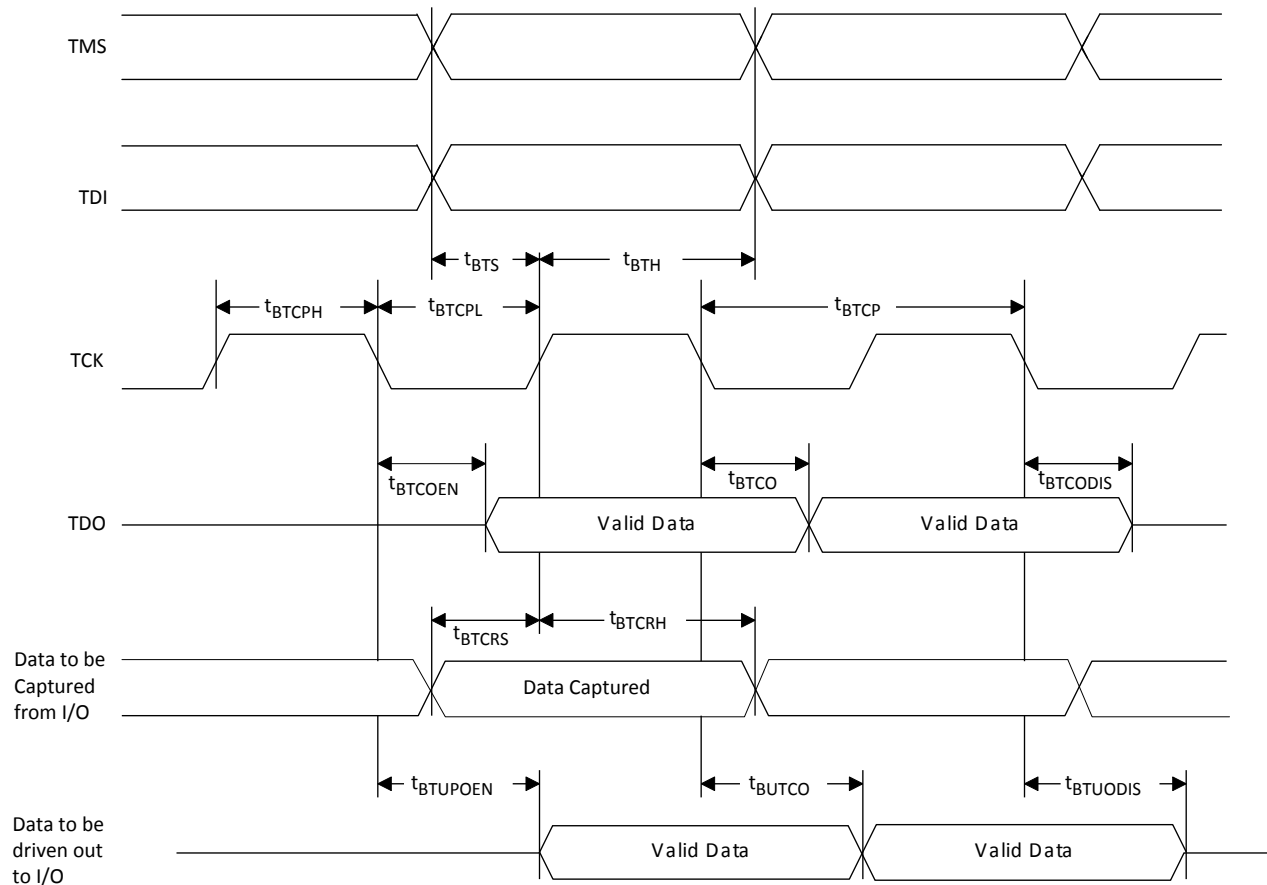 TMS
TDI
tBTS
tBTH
tBTCPH
tBTCPL
tBTCP
TCK
tBTCOEN
tBTCO
tBTCODIS
TDO
Valid Data
Valid Data
tBTCRS
tBTCRH
Data to be
Captured
from I/O
Data Captured
tBTUPOEN
tBUTCO
tBTUODIS
Data to be
driven out
to I/O
Valid Data
Valid Data